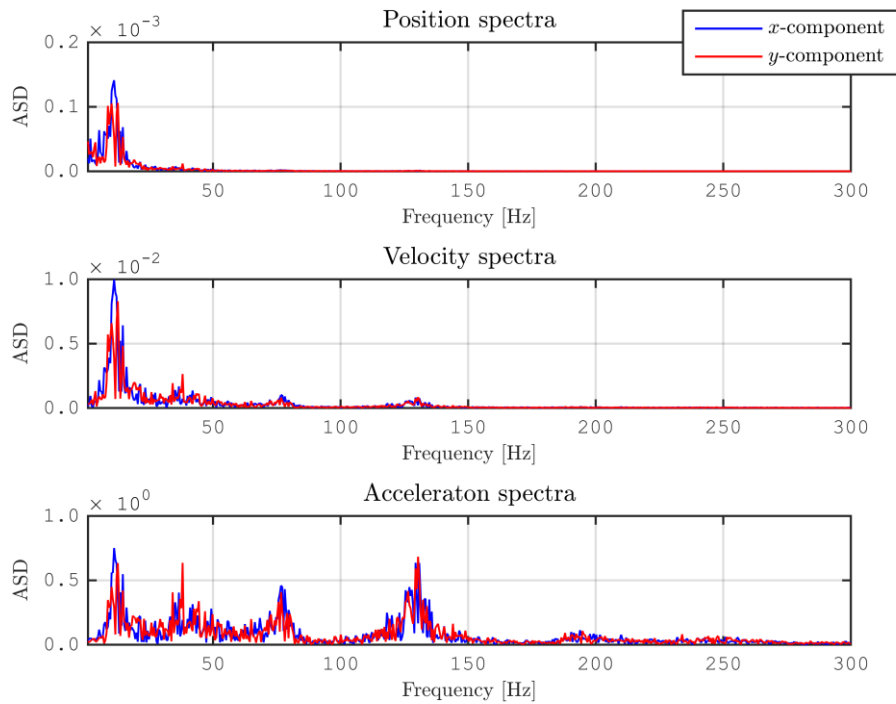 Position spectra
× 10⁻³
x-component
y-component
ASD
0.2
0.1
0.0
50 100 150 200 250 300
Frequency [Hz]
Velocity spectra
× 10⁻²
ASD
1.0
0.5
0.0
50 100 150 200 250 300
Frequency [Hz]
Acceleraton spectra
× 10⁰
ASD
1.0
0.5
0.0
50 100 150 200 250 300
Frequency [Hz]